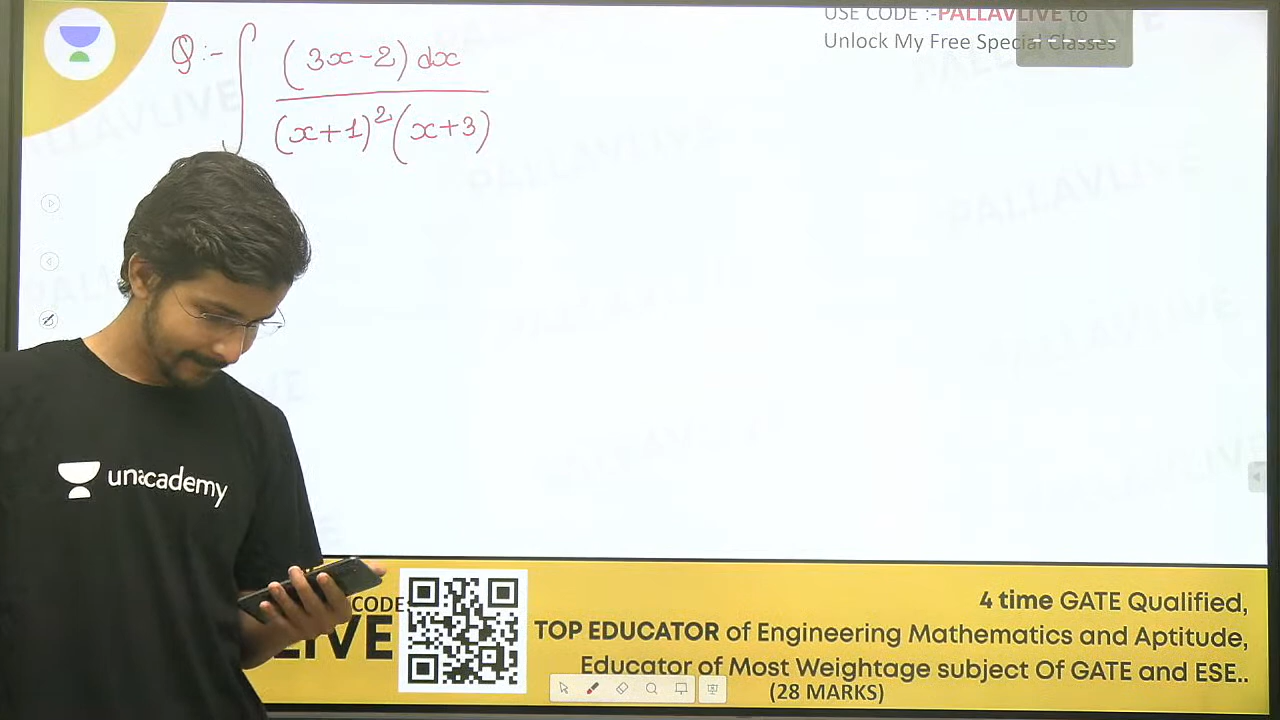 USE CODE :-PALLAVLIVE to
Unlock My Free Special Classes
Q:- ∫ (3x-2) dx
(x+1)² (x+3)
PALLAVLIVE
unacademy
CODE:
LIVE
4 time GATE Qualified,
TOP EDUCATOR of Engineering Mathematics and Aptitude,
Educator of Most Weightage subject Of GATE and ESE..
(28 MARKS)